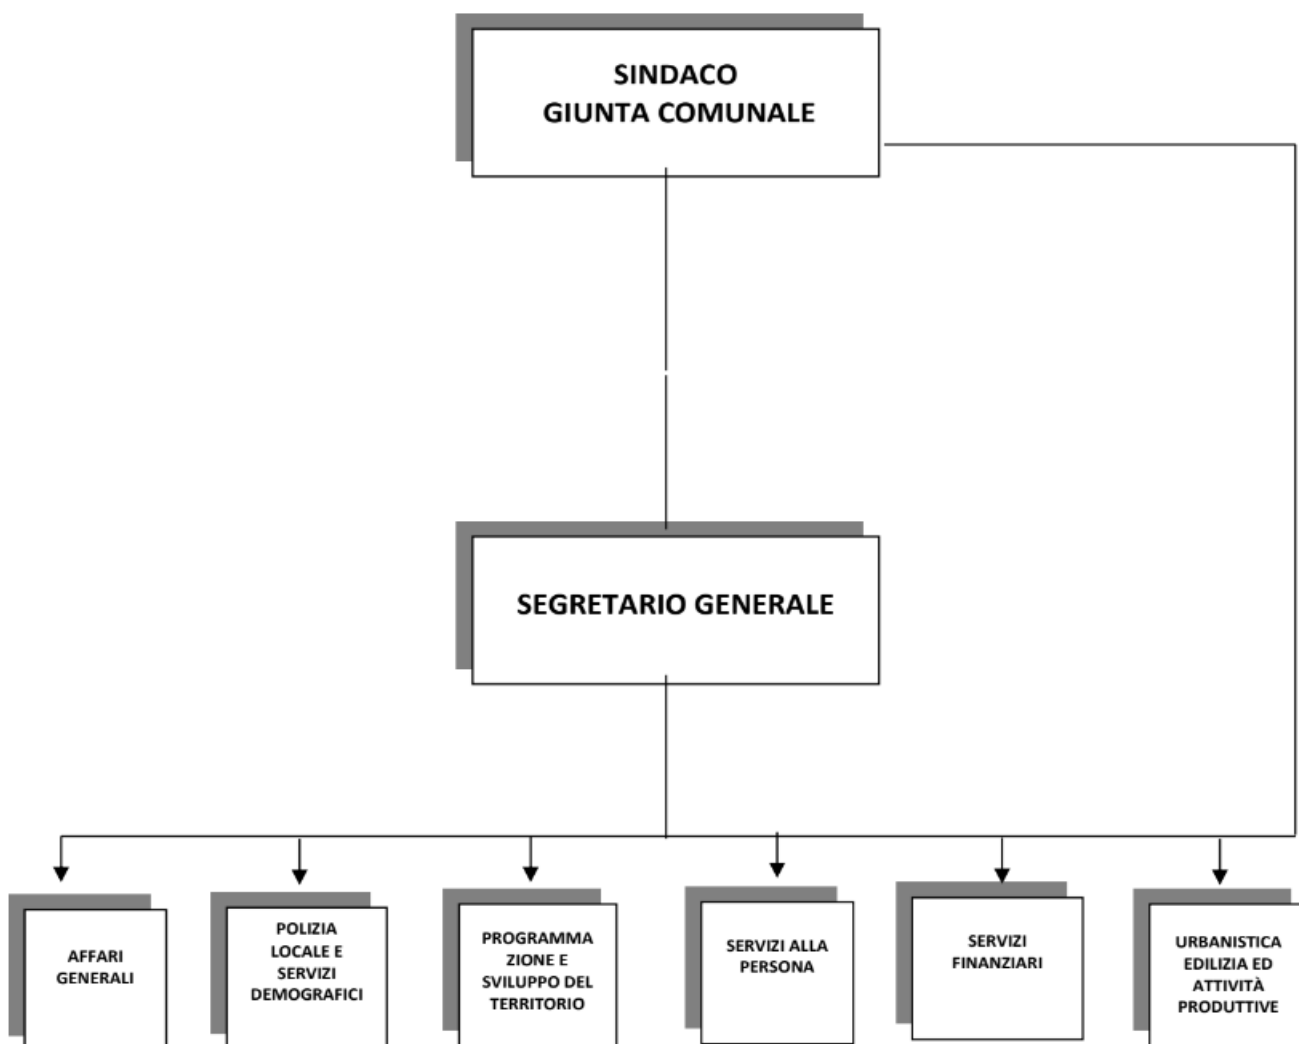 SINDACO
GIUNTA COMUNALE
SEGRETARIO GENERALE
AFFARI
GENERALI
POLIZIA
LOCALE E
SERVIZI
DEMOGRAFICI
PROGRAMMA
ZIONE E
SVILUPPO DEL
TERRITORIO
SERVIZI ALLA
PERSONA
SERVIZI
FINANZIARI
URBANISTICA
EDILIZIA ED
ATTIVITÀ
PRODUTTIVE